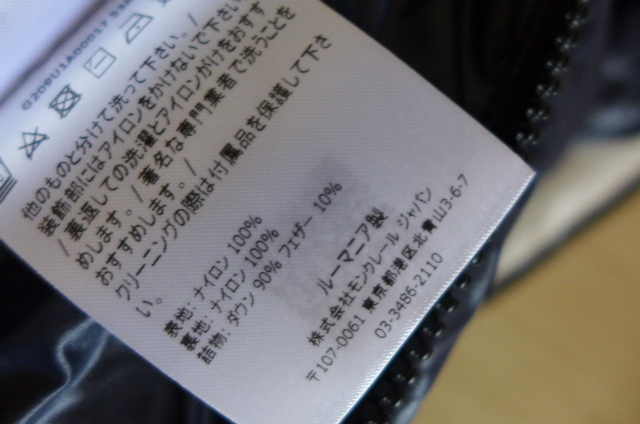 G209U1A00017
他のものと分けて洗って下さい。/
装飾部にはアイロンをかけないで下さい
/ 裏返しての洗濯とアイロンがけをおすす
めします。/ 著名な専門業者で洗うことを
おすすめします。/
クリーニングの際は付属品を保護して下さ
い。
表地: ナイロン 100%
裏地: ナイロン 100%
詰物: ダウン 90% フェザー 10%
ルーマニア製
株式会社モンクレール ジャパン
〒107-0061 東京都港区北青山3-6-7
03-3486-2110